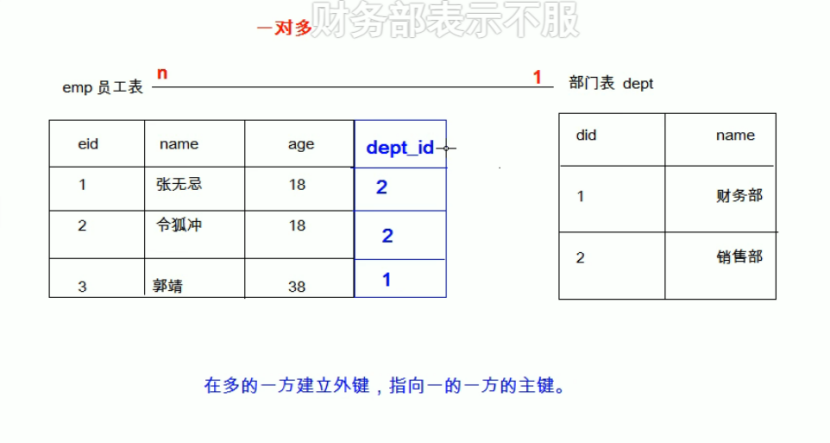 一对多
财务部表示不服
n
1
emp 员工表
部门表 dept
eid name age dept_id
1 张无忌 18 2
2 令狐冲 18 2
3 郭靖 38 1
did name
1 财务部
2 销售部
在多的一方建立外键，指向一的一方的主键。